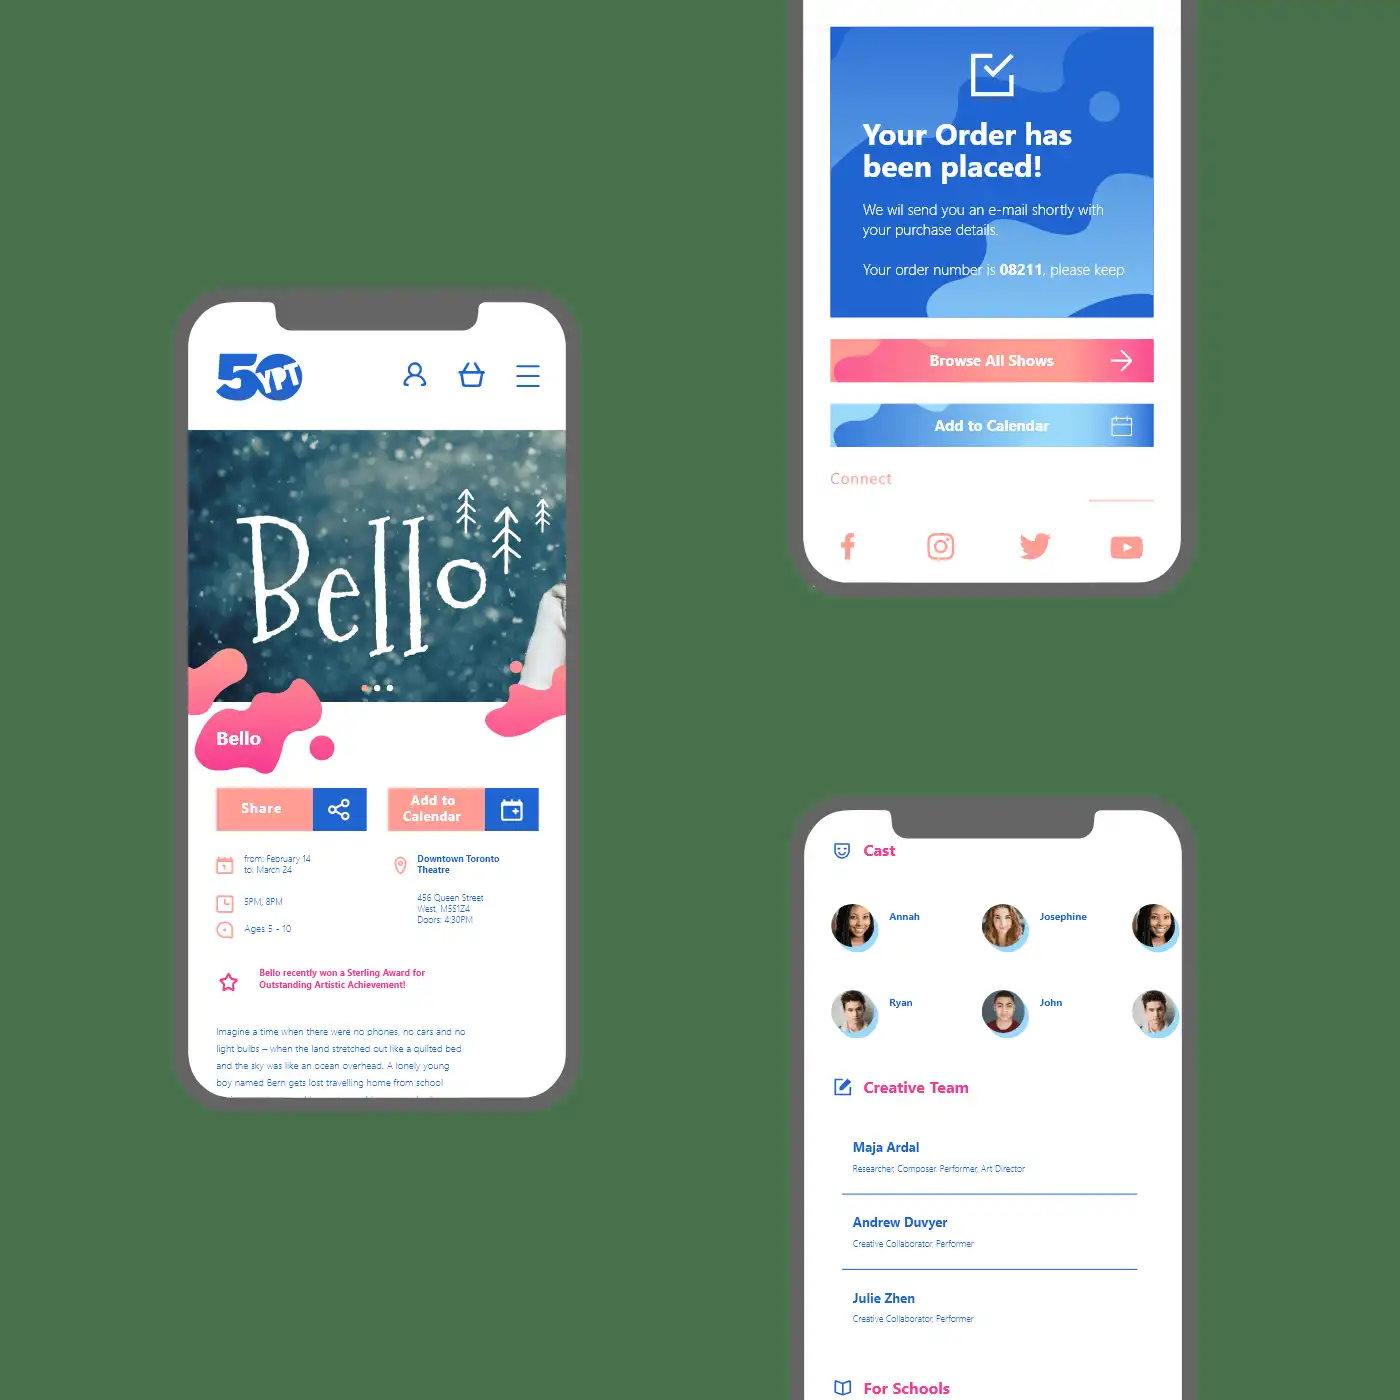 50
YPT
Bello
Bello
Share
Add to
Calendar
from: February 14
to: March 24
5PM, 8PM
Ages 5 - 10
Downtown Toronto
Theatre
456 Queen Street
West, M5S1Z4
Doors: 4:30PM
Bello recently won a Sterling Award for
Outstanding Artistic Achievement!
Imagine a time when there were no phones, no cars and no
light bulbs – when the land stretched out like a quilted bed
and the sky was like an ocean overhead. A lonely young
boy named Bern gets lost travelling home from school
Your Order has
been placed!
We wil send you an e-mail shortly with
your purchase details.
Your order number is 08211, please keep
Browse All Shows
Add to Calendar
Connect
Cast
Annah
Josephine
Ryan
John
Creative Team
Maja Ardal
Researcher, Composer. Performer, Art Director
Andrew Duvyer
Creative Collaborator, Performer
Julie Zhen
Creative Collaborator, Performer
For Schools